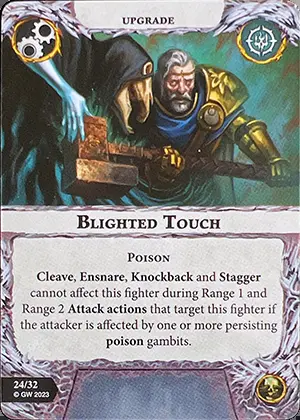 UPGRADE
BLIGHTED TOUCH
POISON
Cleave, Ensnare, Knockback and Stagger
cannot affect this fighter during Range 1 and
Range 2 Attack actions that target this fighter if
the attacker is affected by one or more persisting
poison gambits.
24/32
© GW 2023